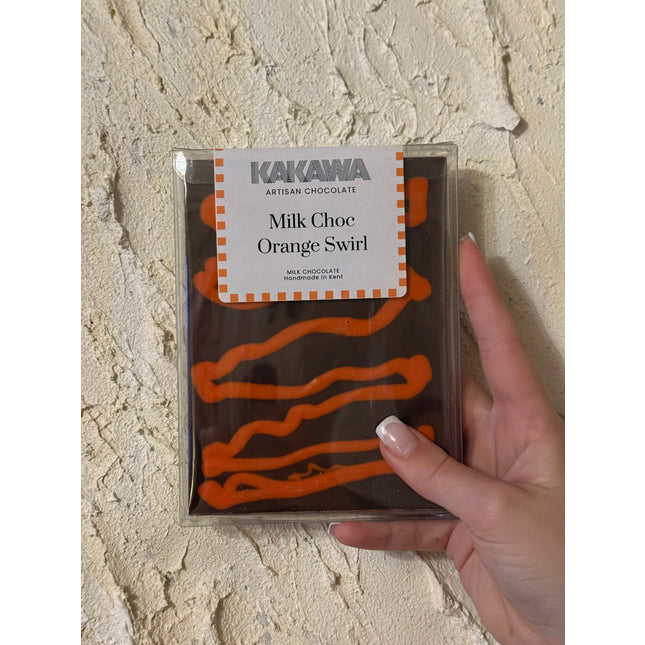 KAKAWA
ARTISAN CHOCOLATE
Milk Choc
Orange Swirl
MILK CHOCOLATE
Handmade in Kent